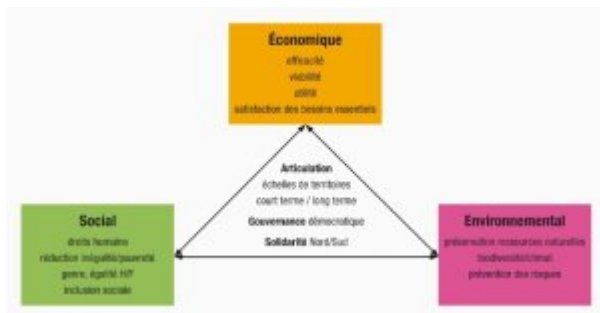 Économique
efficacité
viabilité
utilité
satisfaction des besoins essentiels
Articulation
échelles de territoires
court terme / long terme
Gouvernance démocratique
Solidarité Nord/Sud
Social
droits humains
réduction inégalité/pauvreté
genre, égalité H/F
inclusion sociale
Environnemental
préservation ressources naturelles
biodiversité/climat
prévention des risques